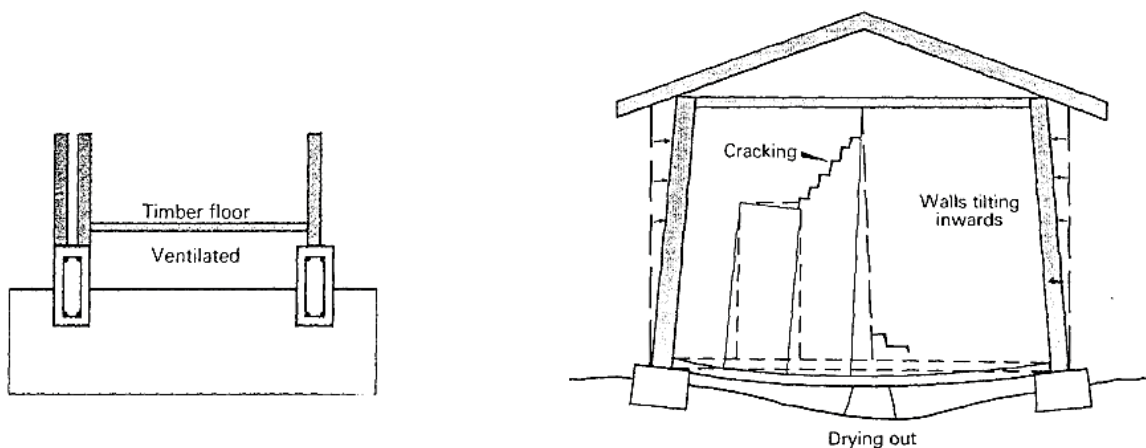 Timber floor
Ventilated
Cracking
Walls tilting
inwards
Drying out